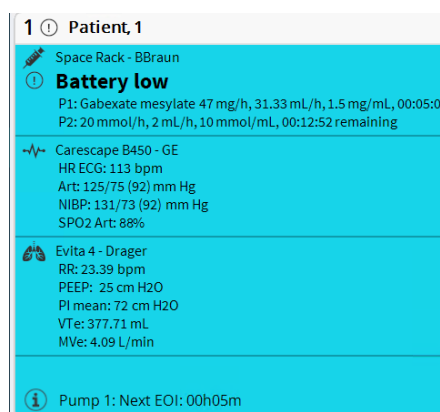 1 Patient, 1
Space Rack - BBraun
Battery low
P1: Gabexate mesylate 47 mg/h, 31.33 mL/h, 1.5 mg/mL, 00:05:0
P2: 20 mmol/h, 2 mL/h, 10 mmol/mL, 00:12:52 remaining
Carescape B450 - GE
HR ECG: 113 bpm
Art: 125/75 (92) mm Hg
NIBP: 131/73 (92) mm Hg
SPO2 Art: 88%
Evita 4 - Drager
RR: 23.39 bpm
PEEP: 25 cm H2O
PI mean: 72 cm H2O
VTe: 377.71 mL
MVe: 4.09 L/min
Pump 1: Next EOI: 00h05m